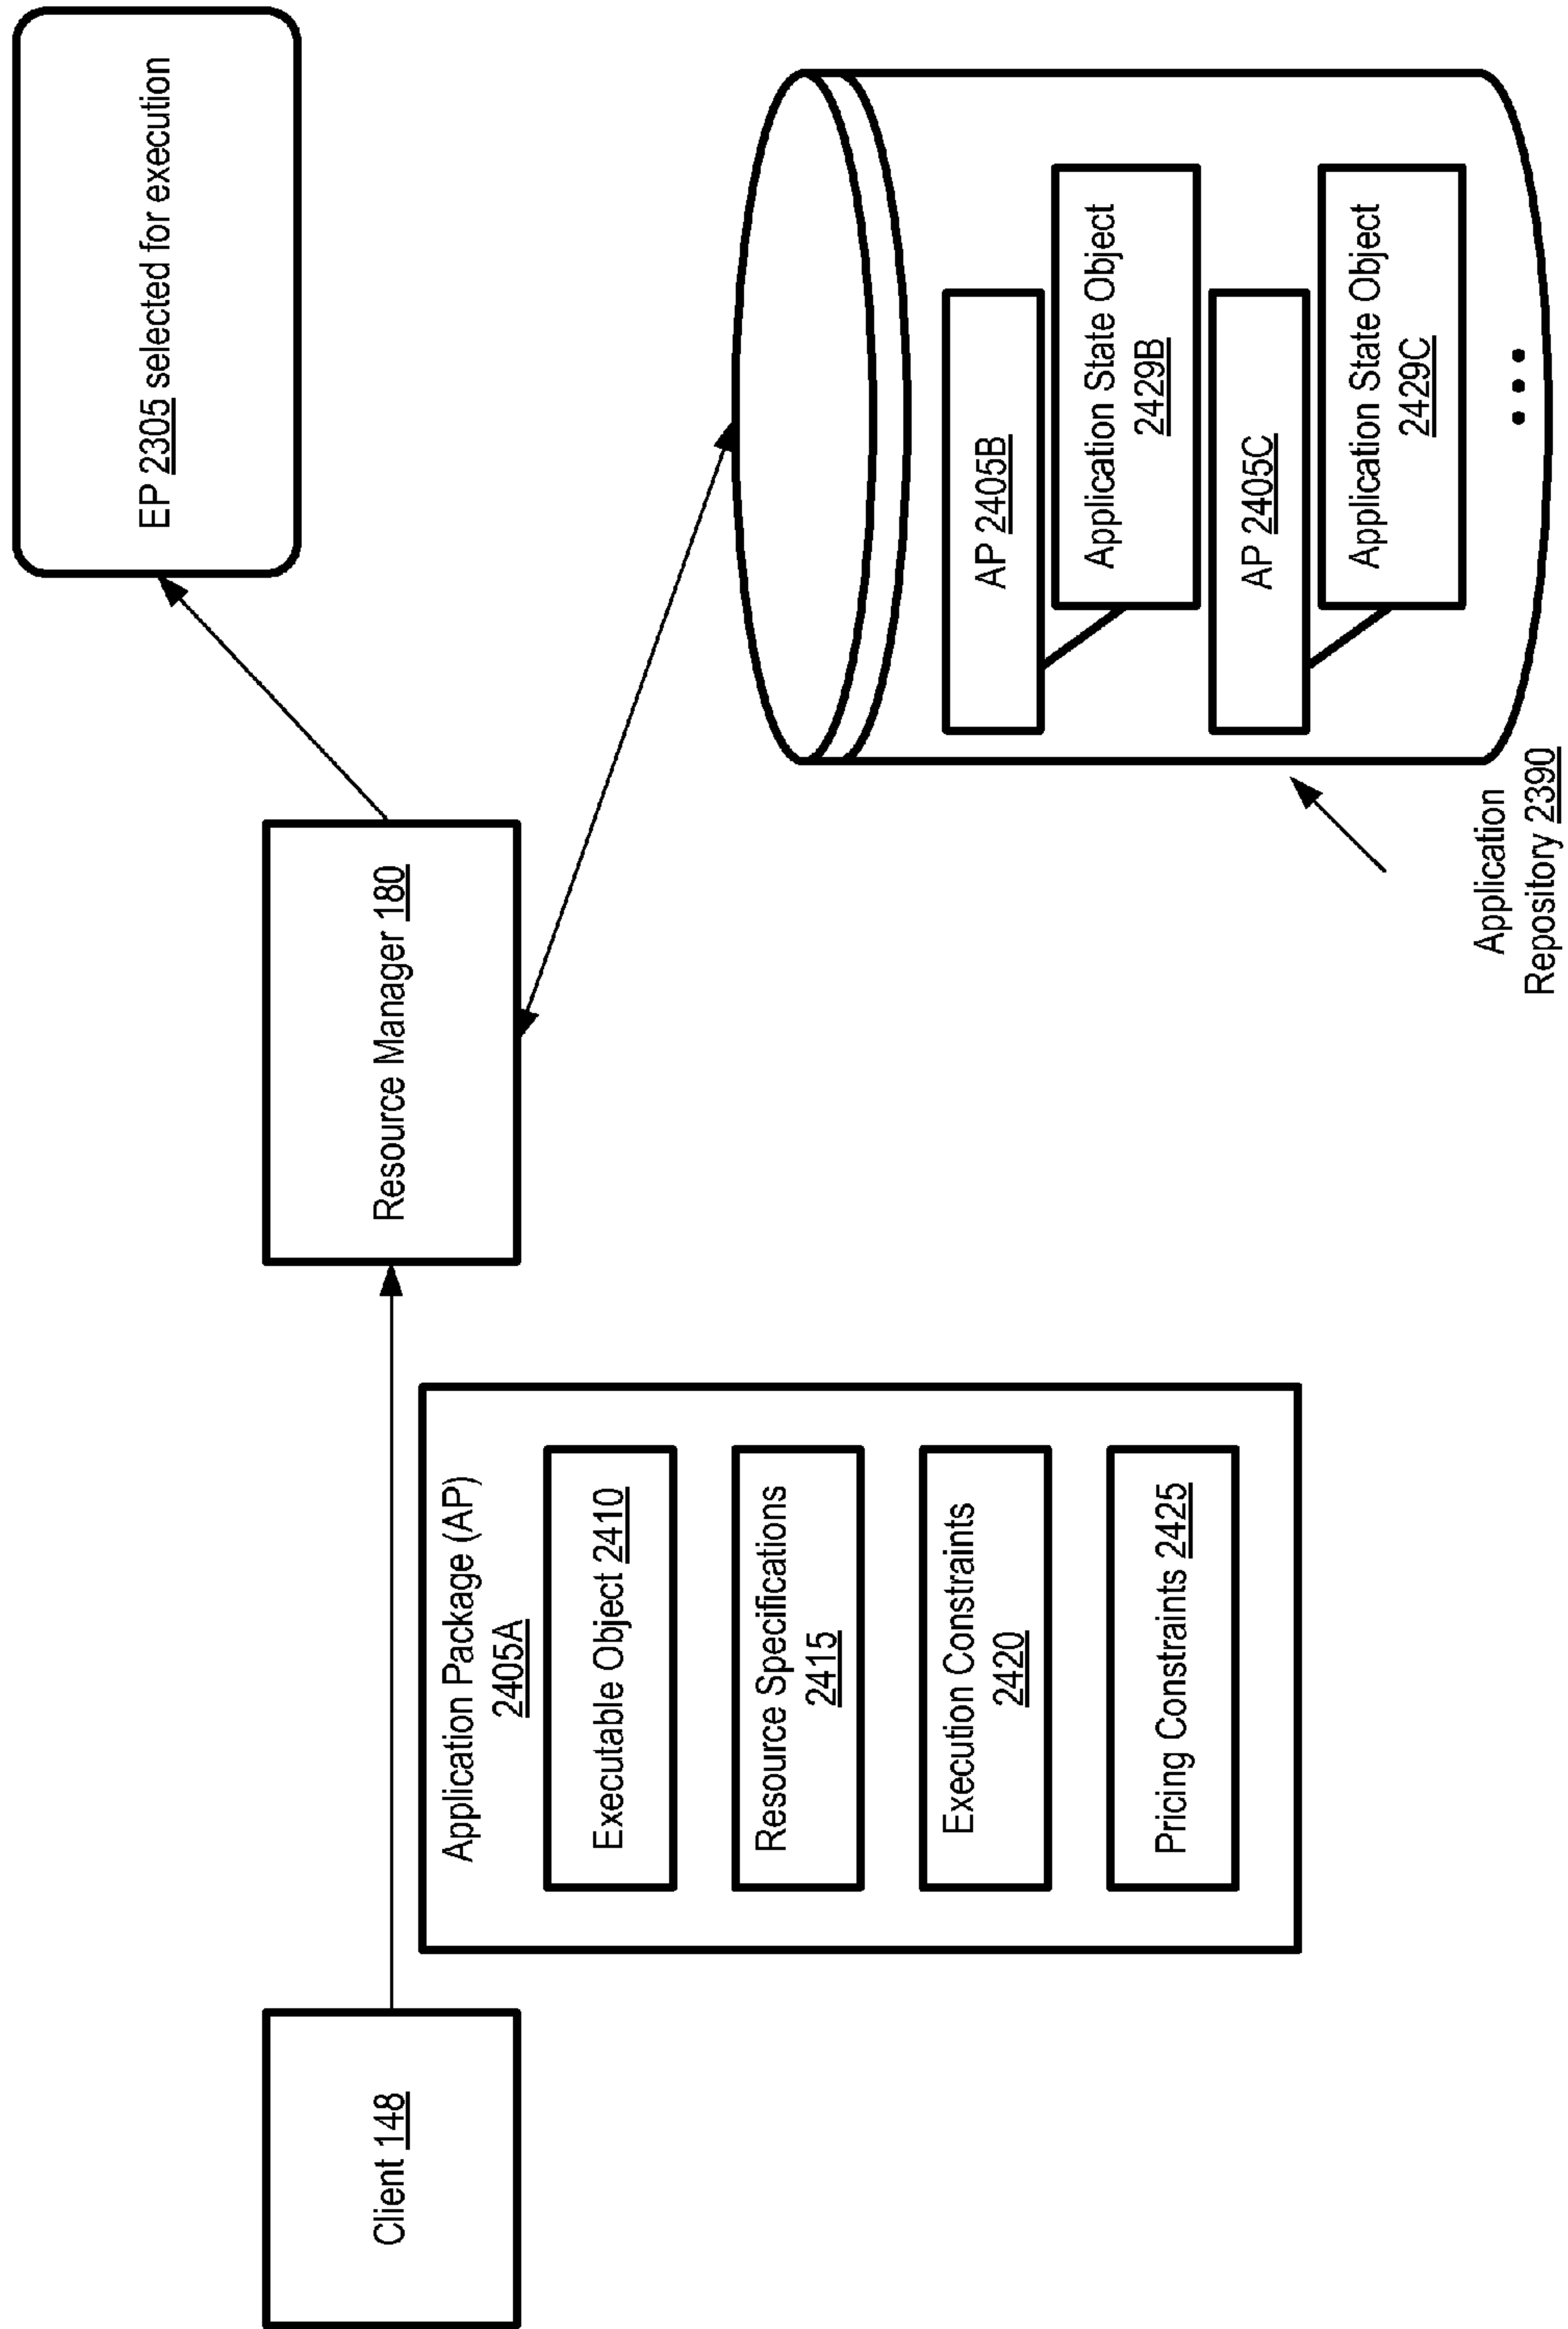 Client 148
Application Package (AP)
2405A
Executable Object 2410
Resource Specifications
2415
Execution Constraints
2420
Pricing Constraints 2425
Resource Manager 180
EP 2305 selected for execution
AP 2405B
Application State Object
2429B
AP 2405C
Application State Object
2429C
Application
Repository 2390